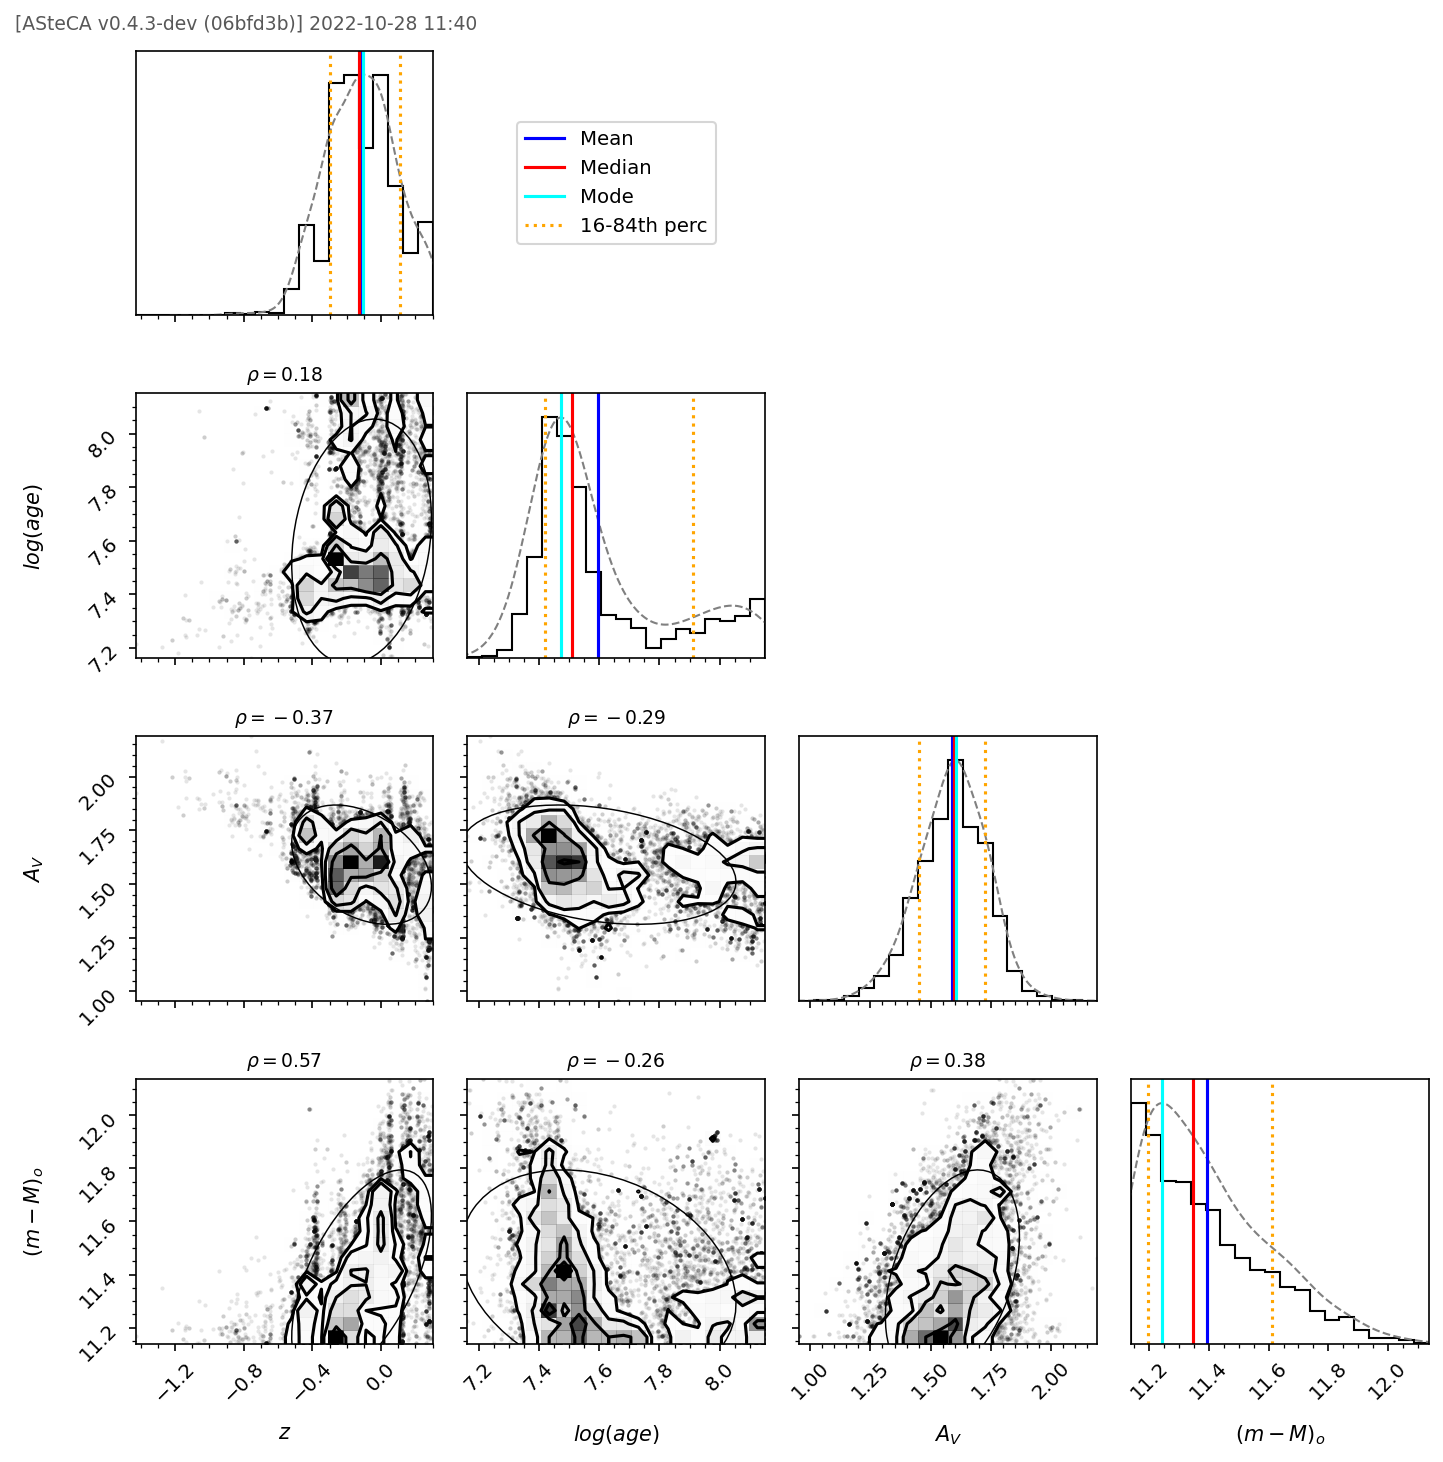 [ASteCA v0.4.3-dev (06bfd3b)] 2022-10-28 11:40
Mean
Median
Mode
16-84th perc
ρ = 0.18
8.0
7.8
7.6
7.4
7.2
log(age)
ρ = − 0.37
ρ = − 0.29
2.00
1.75
1.50
1.25
1.00
A_V
ρ = 0.57
ρ = − 0.26
ρ = 0.38
12.0
11.8
11.6
11.4
11.2
(m − M)_o
−1.2
−0.8
−0.4
0.0
7.2
7.4
7.6
7.8
8.0
1.00
1.25
1.50
1.75
2.00
11.2
11.4
11.6
11.8
12.0
z
log(age)
A_V
(m − M)_o